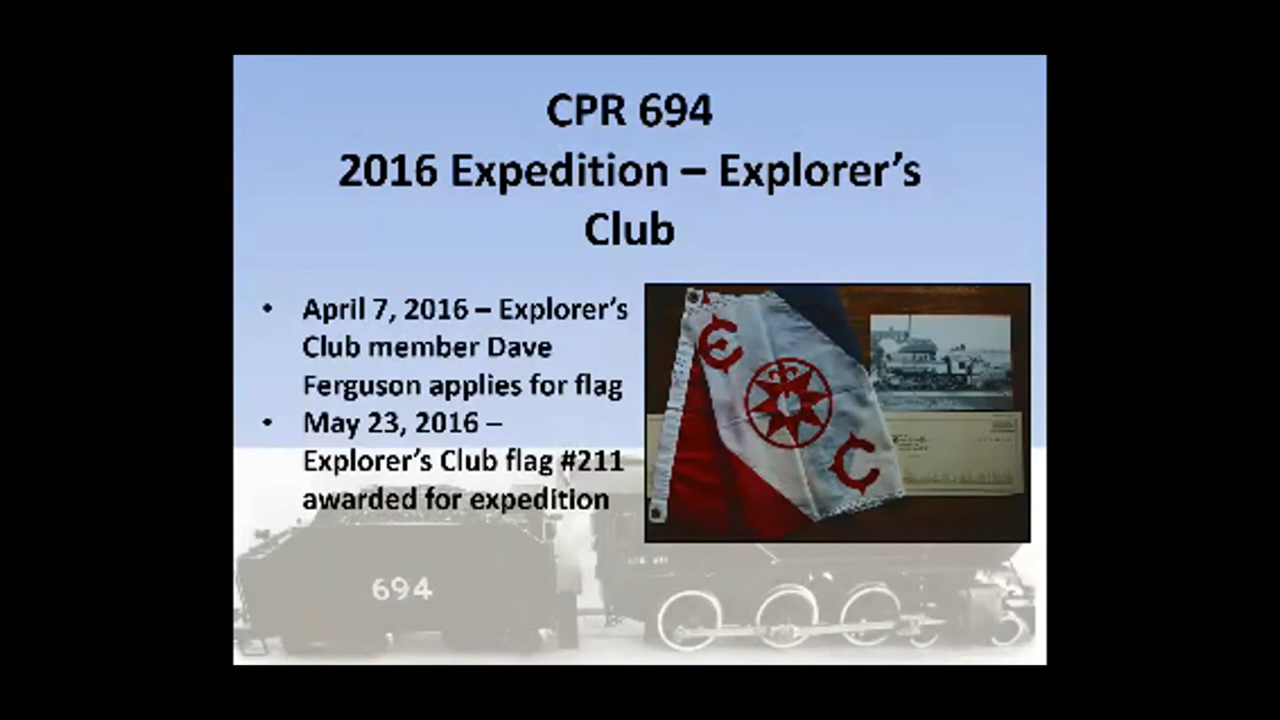 CPR 694
2016 Expedition – Explorer's
Club
• April 7, 2016 – Explorer's
Club member Dave
Ferguson applies for flag
• May 23, 2016 –
Explorer's Club flag #211
awarded for expedition
E
C
694